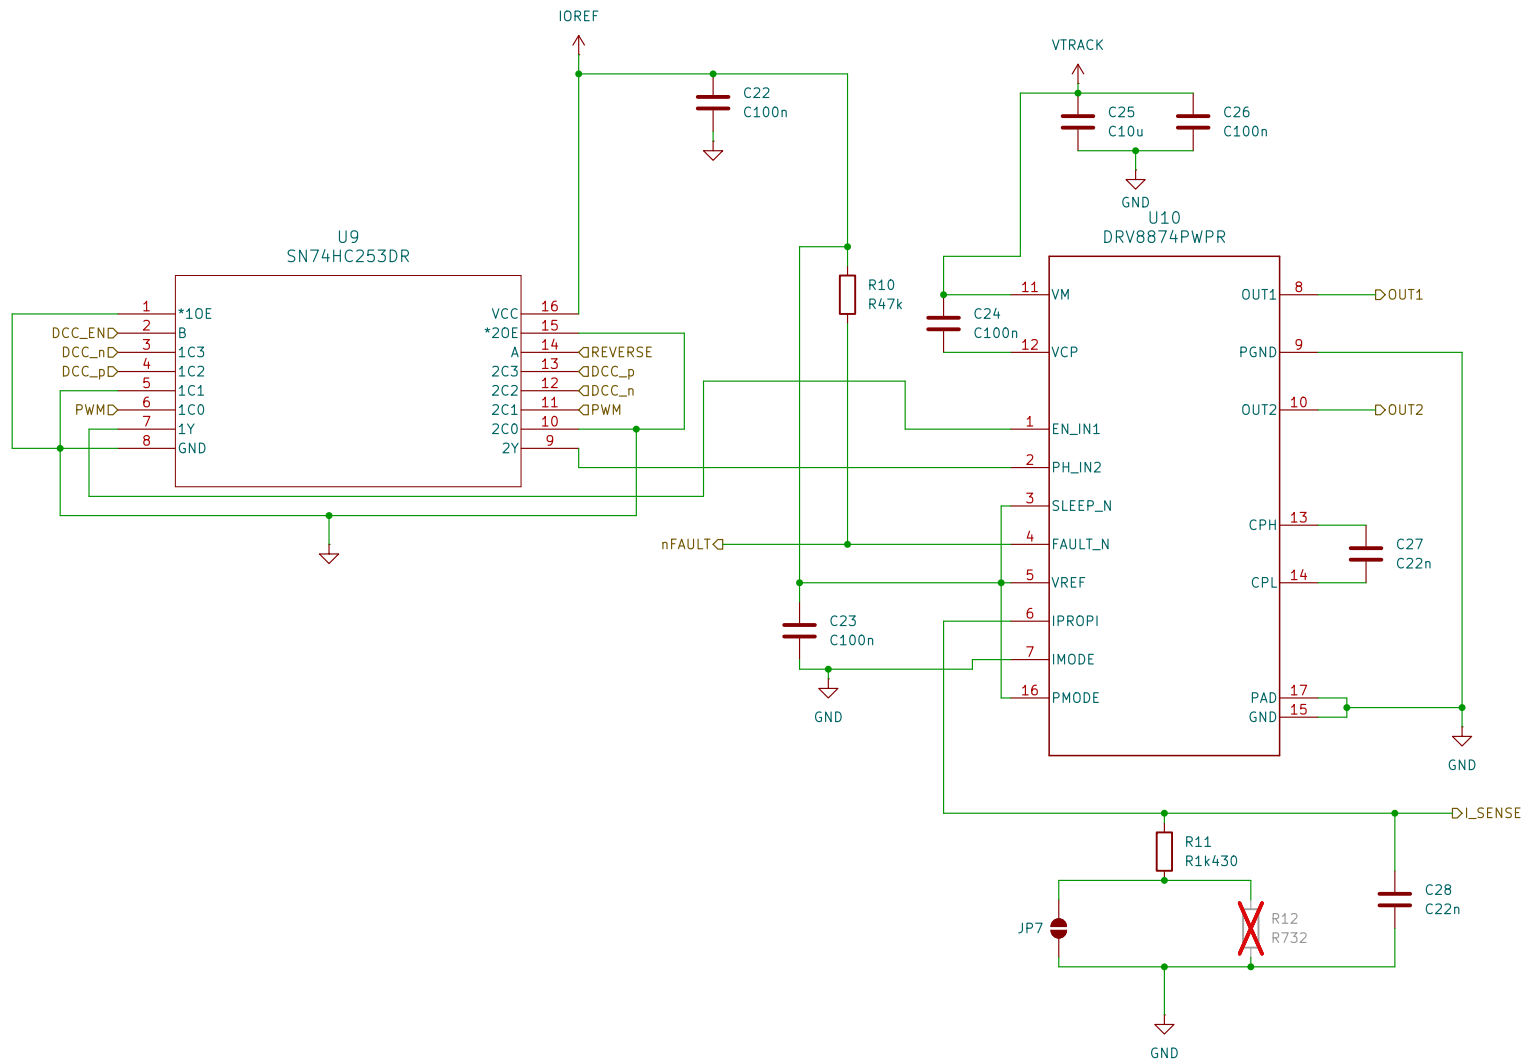 IOREF
VTRACK
C22
C100n
C25
C10u
C26
C100n
GND
U9
SN74HC253DR
U10
DRV8874PWPR
R10
R47k
C24
C100n
1 *1OE
DCC_EN 2 B
DCC_n 3 1C3
DCC_p 4 1C2
5 1C1
PWM 6 1C0
7 1Y
8 GND
VCC 16
*2OE 15
A 14 REVERSE
2C3 13 DCC_p
2C2 12 DCC_n
2C1 11 PWM
2C0 10
2Y 9
11 VM
12 VCP
1 EN_IN1
2 PH_IN2
3 SLEEP_N
nFAULT 4 FAULT_N
5 VREF
6 IPROPI
7 IMODE
16 PMODE
OUT1 8 OUT1
PGND 9
OUT2 10 OUT2
CPH 13
CPL 14
PAD 17
GND 15
C27
C22n
C23
C100n
GND
GND
I_SENSE
R11
R1k430
C28
C22n
JP7
R12
R732
GND